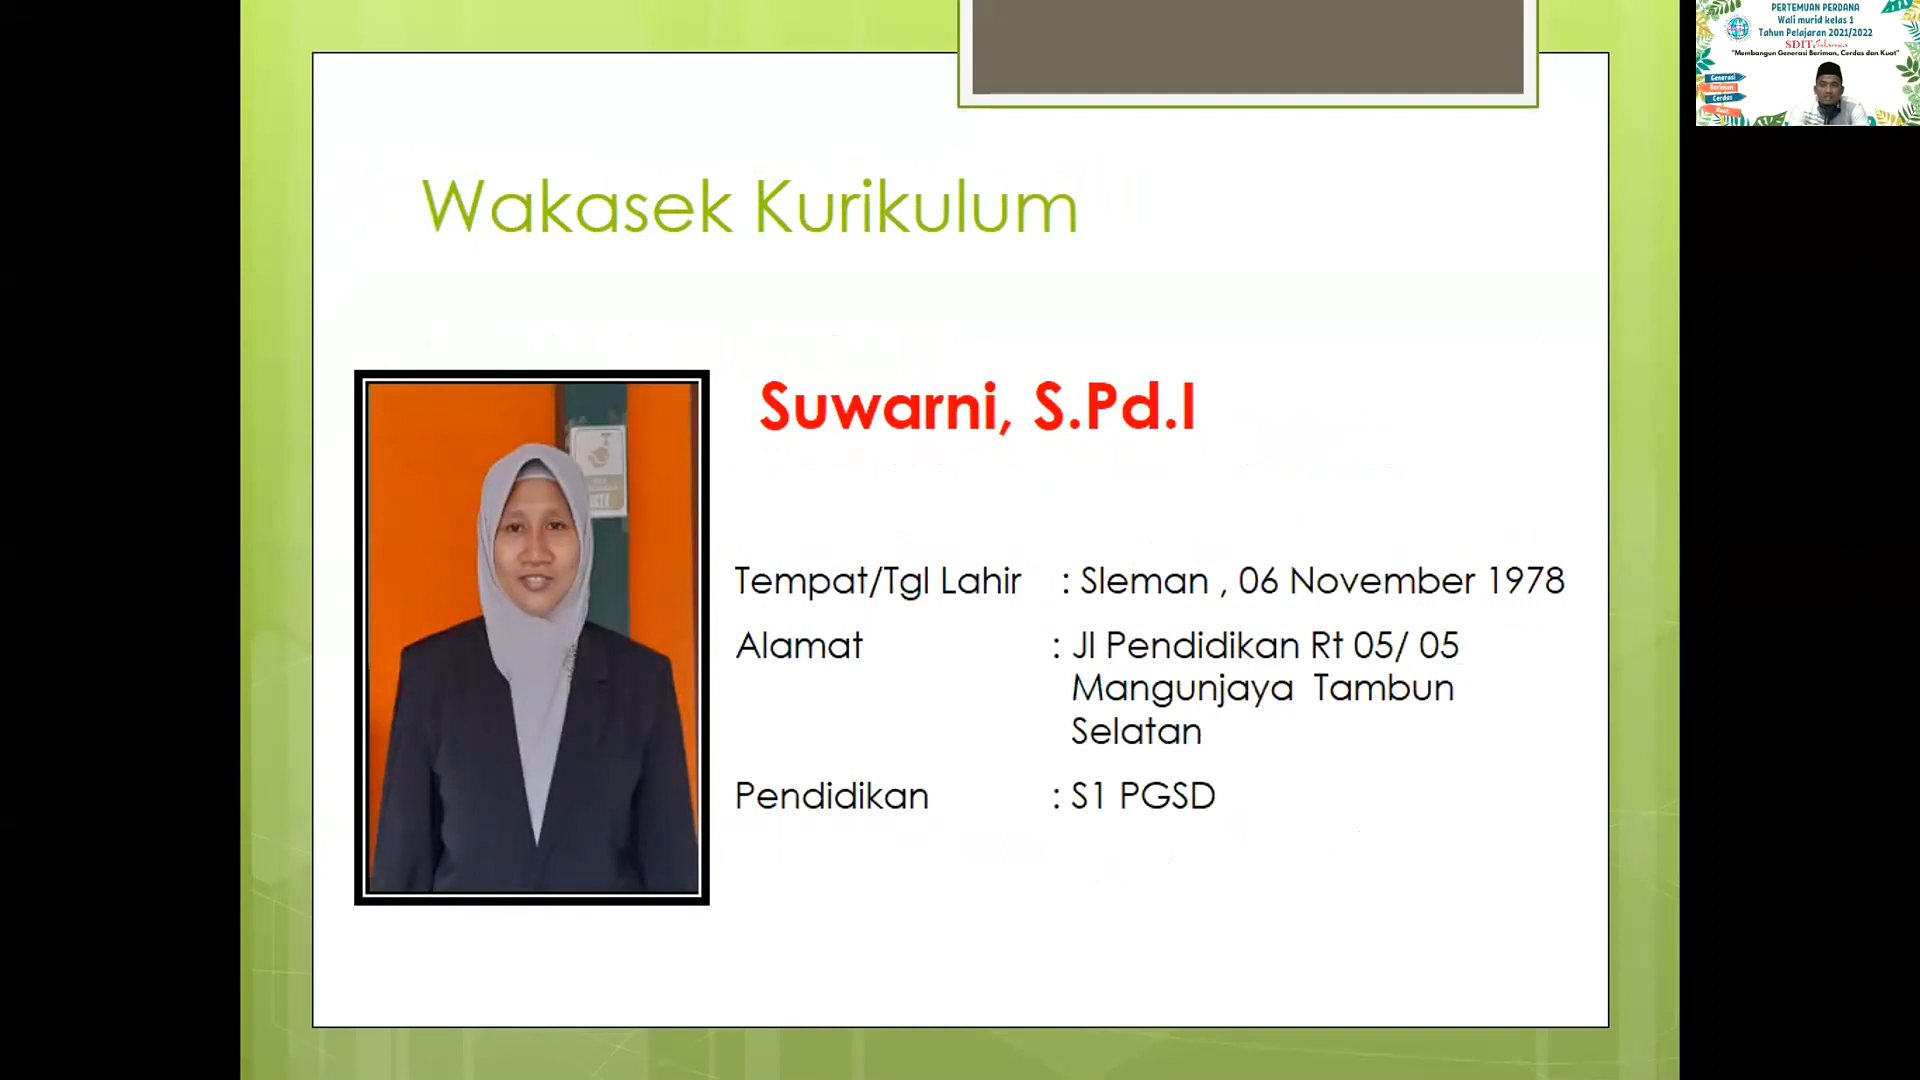 Wakasek Kurikulum
Suwarni, S.Pd.I
Tempat/Tgl Lahir : Sleman , 06 November 1978
Alamat : Jl Pendidikan Rt 05/ 05
Mangunjaya Tambun
Selatan
Pendidikan : S1 PGSD
PERTEMUAN PERDANA
Wali murid kelas 1
Tahun Pelajaran 2021/2022
SDIT
"Membangun Generasi Beriman, Cerdas dan Kuat"
Generasi
Beriman
Cerdas
Kuat